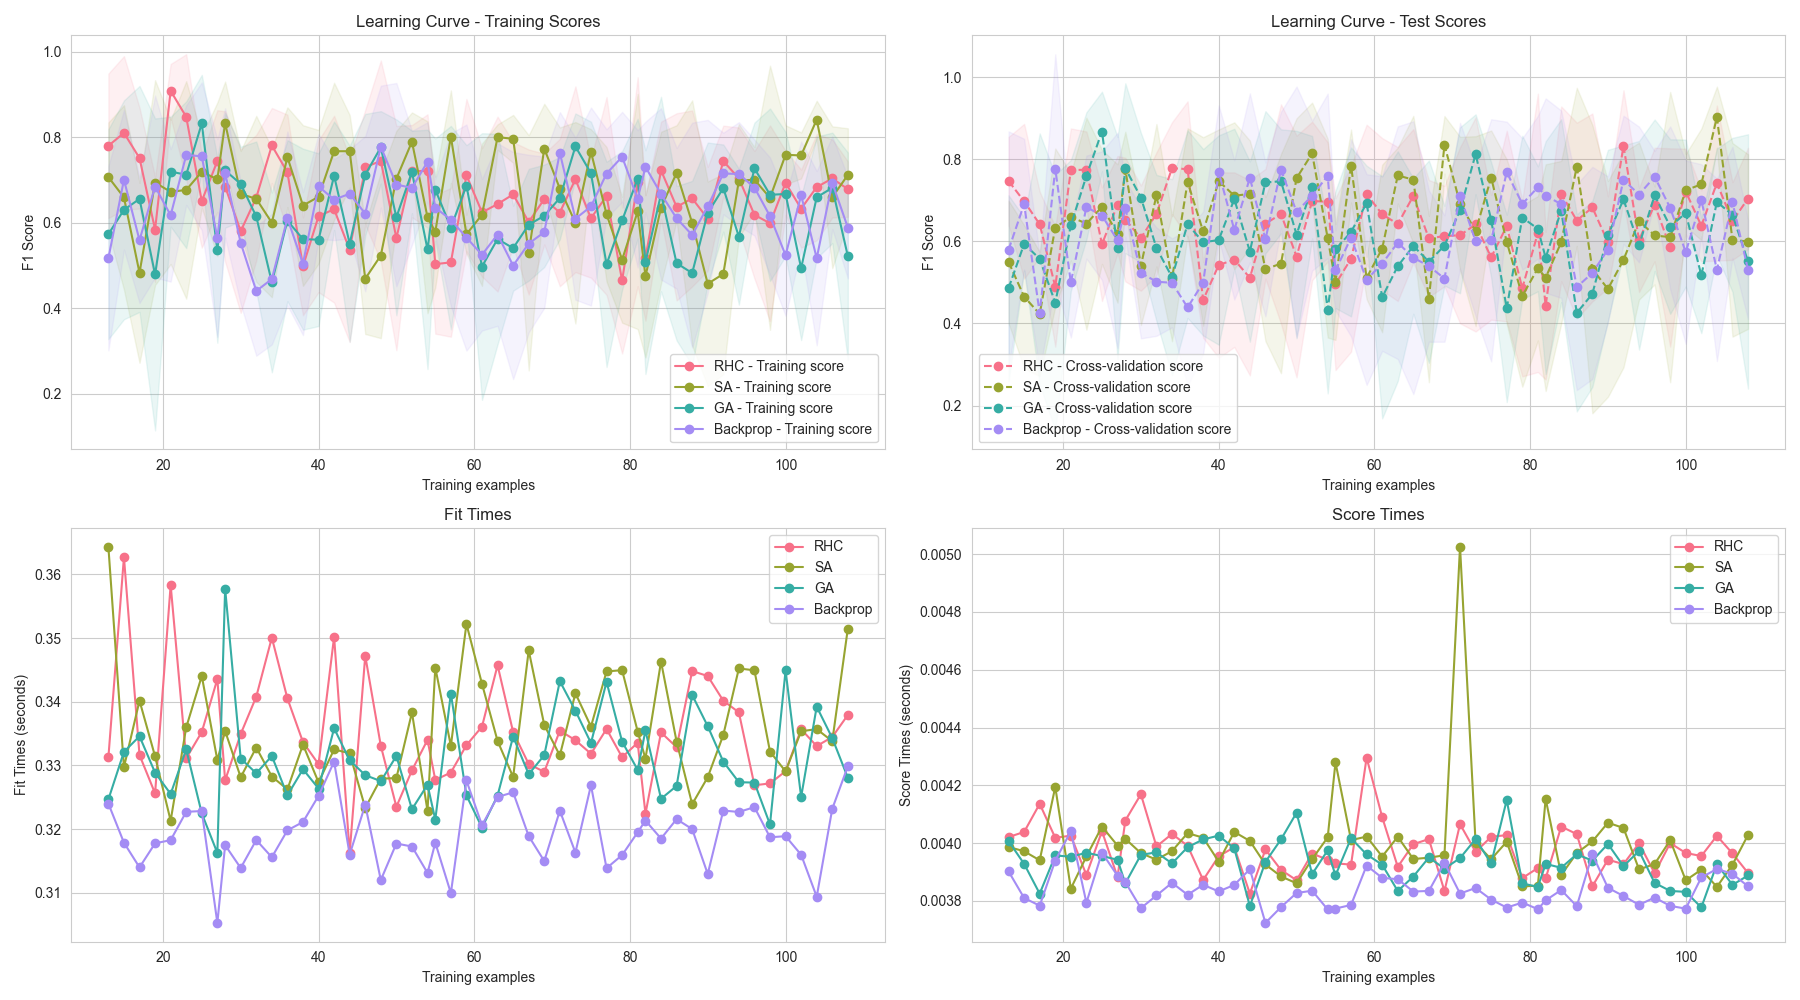 Learning Curve - Training Scores
F1 Score
1.0
0.8
0.6
0.4
0.2
RHC - Training score
SA - Training score
GA - Training score
Backprop - Training score
20 40 60 80 100
Training examples
Learning Curve - Test Scores
F1 Score
1.0
0.8
0.6
0.4
0.2
RHC - Cross-validation score
SA - Cross-validation score
GA - Cross-validation score
Backprop - Cross-validation score
20 40 60 80 100
Training examples
Fit Times
Fit Times (seconds)
0.36
0.35
0.34
0.33
0.32
0.31
RHC
SA
GA
Backprop
20 40 60 80 100
Training examples
Score Times
Score Times (seconds)
0.0050
0.0048
0.0046
0.0044
0.0042
0.0040
0.0038
RHC
SA
GA
Backprop
20 40 60 80 100
Training examples